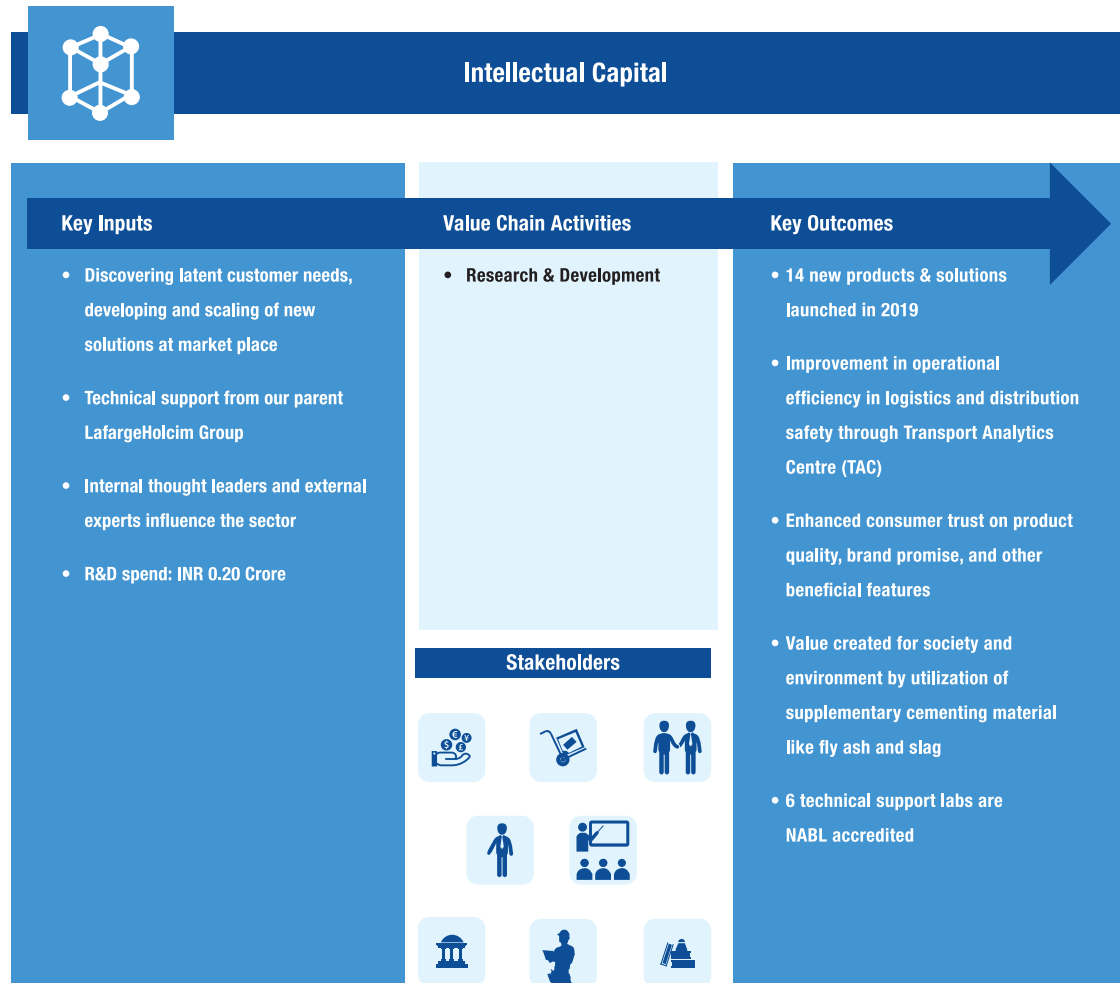 Intellectual Capital
Key Inputs
• Discovering latent customer needs,
developing and scaling of new
solutions at market place
• Technical support from our parent
LafargeHolcim Group
• Internal thought leaders and external
experts influence the sector
• R&D spend: INR 0.20 Crore
Value Chain Activities
• Research & Development
Stakeholders
$ € £ ¥
Key Outcomes
• 14 new products & solutions
launched in 2019
• Improvement in operational
efficiency in logistics and distribution
safety through Transport Analytics
Centre (TAC)
• Enhanced consumer trust on product
quality, brand promise, and other
beneficial features
• Value created for society and
environment by utilization of
supplementary cementing material
like fly ash and slag
• 6 technical support labs are
NABL accredited